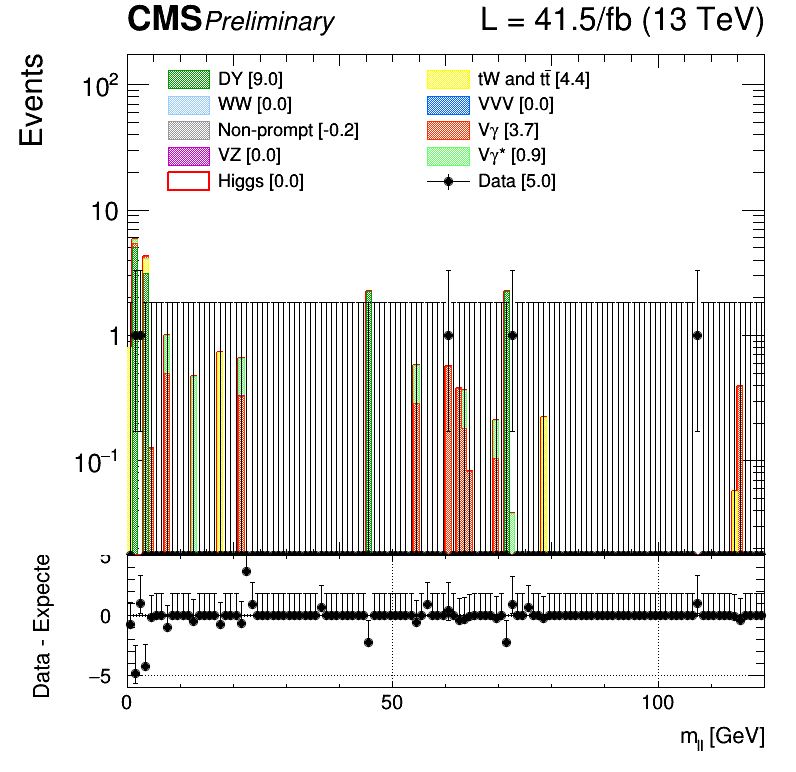 CMS Preliminary L = 41.5/fb (13 TeV)
Events
DY [9.0]
WW [0.0]
Non-prompt [-0.2]
VZ [0.0]
Higgs [0.0]
tW and tt̄ [4.4]
VVV [0.0]
Vγ [3.7]
Vγ* [0.9]
Data [5.0]
10²
10
1
10⁻¹
Data - Expecte
5
0
−5
0 50 100
m_ll [GeV]